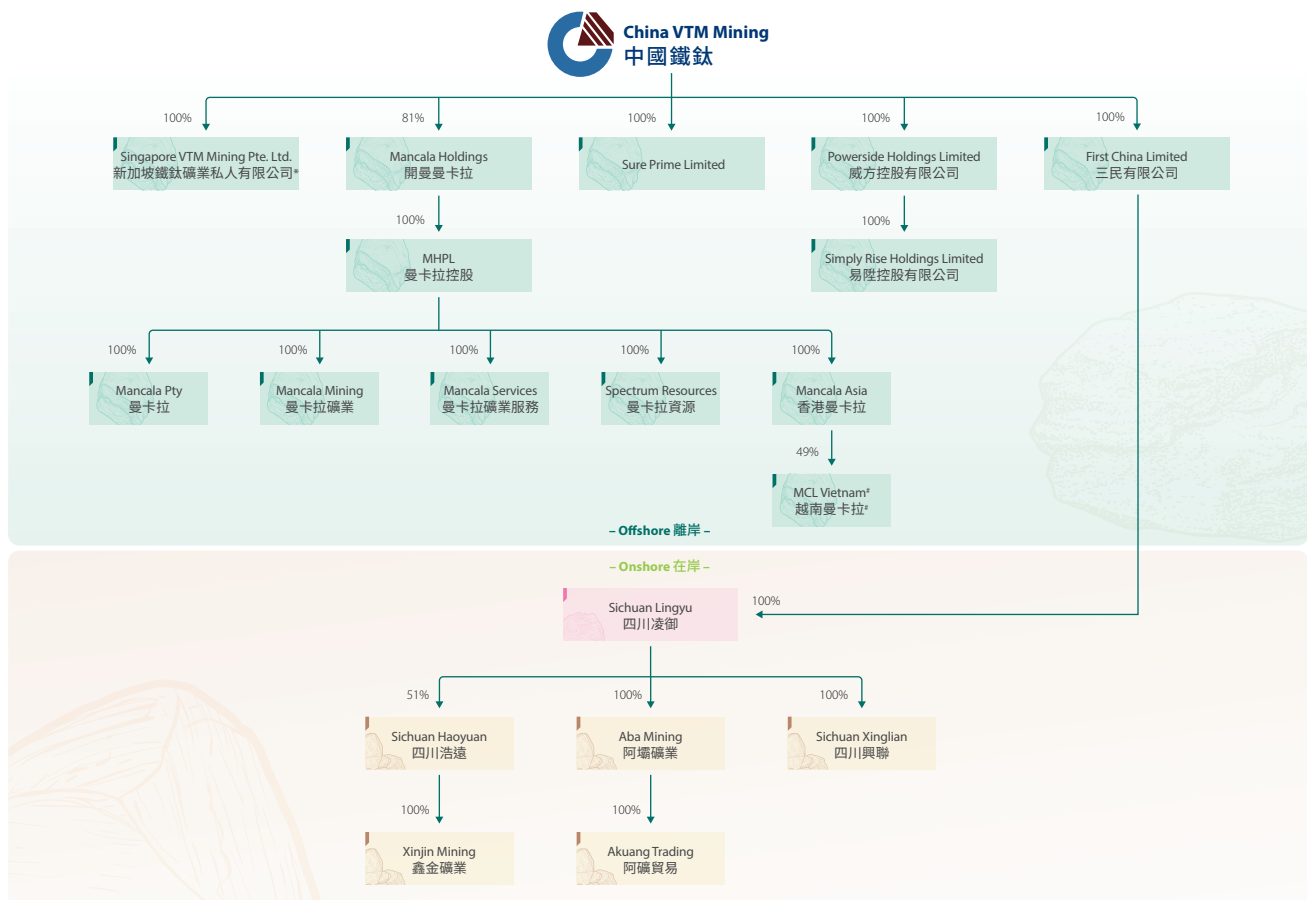 China VTM Mining
中國鐵鈦
100%
81%
100%
100%
100%
Singapore VTM Mining Pte. Ltd.
新加坡鐵鈦礦業私人有限公司*
Mancala Holdings
開曼曼卡拉
Sure Prime Limited
Powerside Holdings Limited
威方控股有限公司
First China Limited
三民有限公司
100%
100%
MHPL
曼卡拉控股
Simply Rise Holdings Limited
易陞控股有限公司
100%
100%
100%
100%
100%
Mancala Pty
曼卡拉
Mancala Mining
曼卡拉礦業
Mancala Services
曼卡拉礦業服務
Spectrum Resources
曼卡拉資源
Mancala Asia
香港曼卡拉
49%
MCL Vietnam#
越南曼卡拉#
– Offshore 離岸 –
– Onshore 在岸 –
Sichuan Lingyu
四川凌御
100%
51%
100%
100%
Sichuan Haoyuan
四川浩遠
Aba Mining
阿壩礦業
Sichuan Xinglian
四川興聯
100%
100%
Xinjin Mining
鑫金礦業
Akuang Trading
阿礦貿易